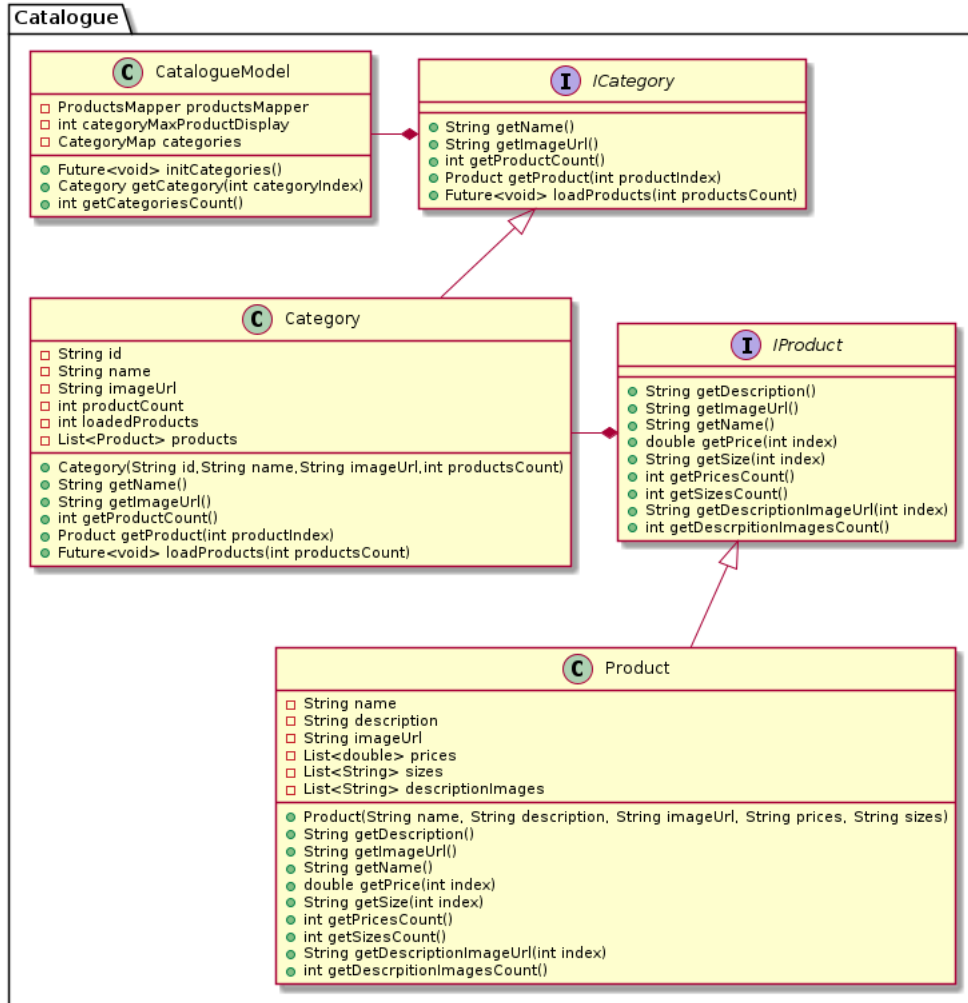 Catalogue
C CatalogueModel
ProductsMapper productsMapper
int categoryMaxProductDisplay
CategoryMap categories
Future<void> initCategories()
Category getCategory(int categoryIndex)
int getCategoriesCount()
I ICategory
String getName()
String getImageUrl()
int getProductCount()
Product getProduct(int productIndex)
Future<void> loadProducts(int productsCount)
C Category
String id
String name
String imageUrl
int productCount
int loadedProducts
List<Product> products
Category(String id,String name,String imageUrl,int productsCount)
String getName()
String getImageUrl()
int getProductCount()
Product getProduct(int productIndex)
Future<void> loadProducts(int productsCount)
I IProduct
String getDescription()
String getImageUrl()
String getName()
double getPrice(int index)
String getSize(int index)
int getPricesCount()
int getSizesCount()
String getDescriptionImageUrl(int index)
int getDescrpitionImagesCount()
C Product
String name
String description
String imageUrl
List<double> prices
List<String> sizes
List<String> descriptionImages
Product(String name, String description, String imageUrl, String prices, String sizes)
String getDescription()
String getImageUrl()
String getName()
double getPrice(int index)
String getSize(int index)
int getPricesCount()
int getSizesCount()
String getDescriptionImageUrl(int index)
int getDescrpitionImagesCount()